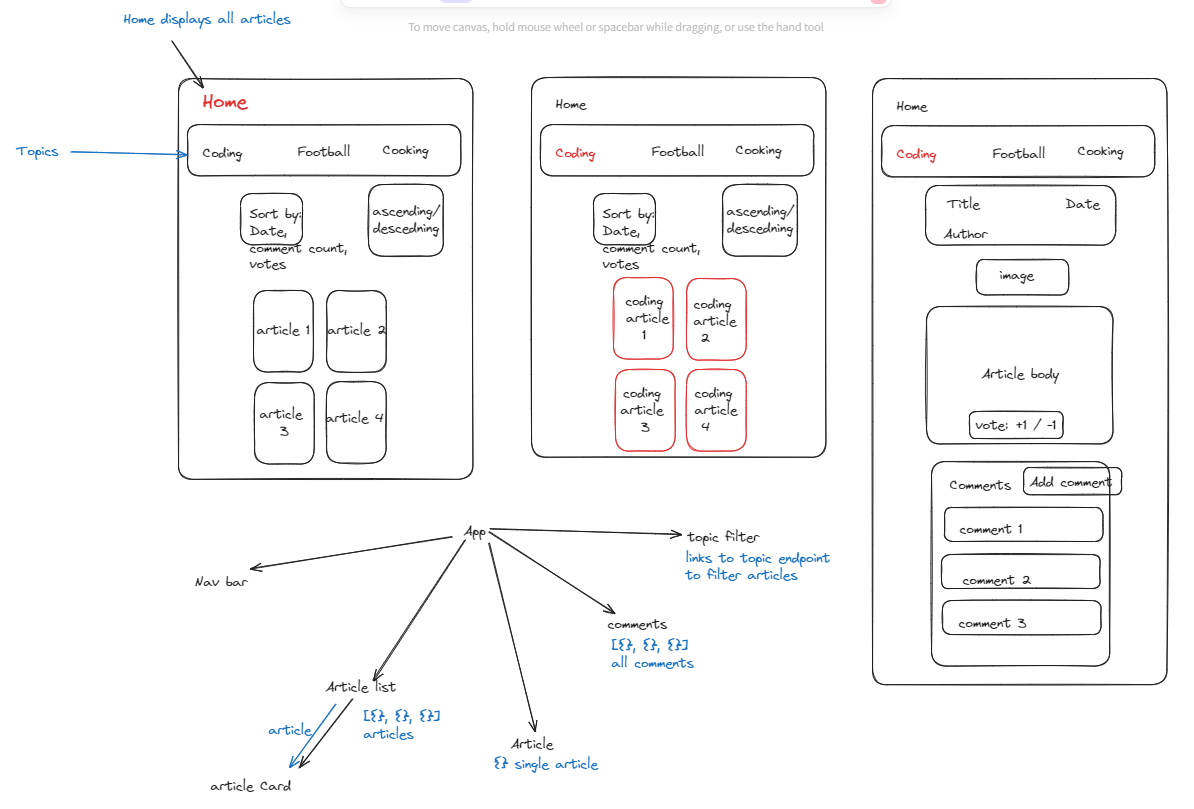 Home displays all articles
To move canvas, hold mouse wheel or spacebar while dragging, or use the hand tool
Home
Topics
Coding
Football
Cooking
Sort by:
Date,
comment count,
votes
ascending/
descedning
article 1
article 2
article
3
article 4
Home
Coding
Football
Cooking
Sort by:
Date,
comment count,
votes
ascending/
descedning
coding
article
1
coding
article
2
coding
article
3
coding
article
4
Home
Coding
Football
Cooking
Title
Date
Author
image
Article body
vote: +1 / -1
Comments
Add comment
comment 1
comment 2
comment 3
App
Nav bar
topic filter
links to topic endpoint
to filter articles
comments
[{}, {}, {}]
all comments
Article list
[{}, {}, {}]
articles
article
article Card
Article
{} single article